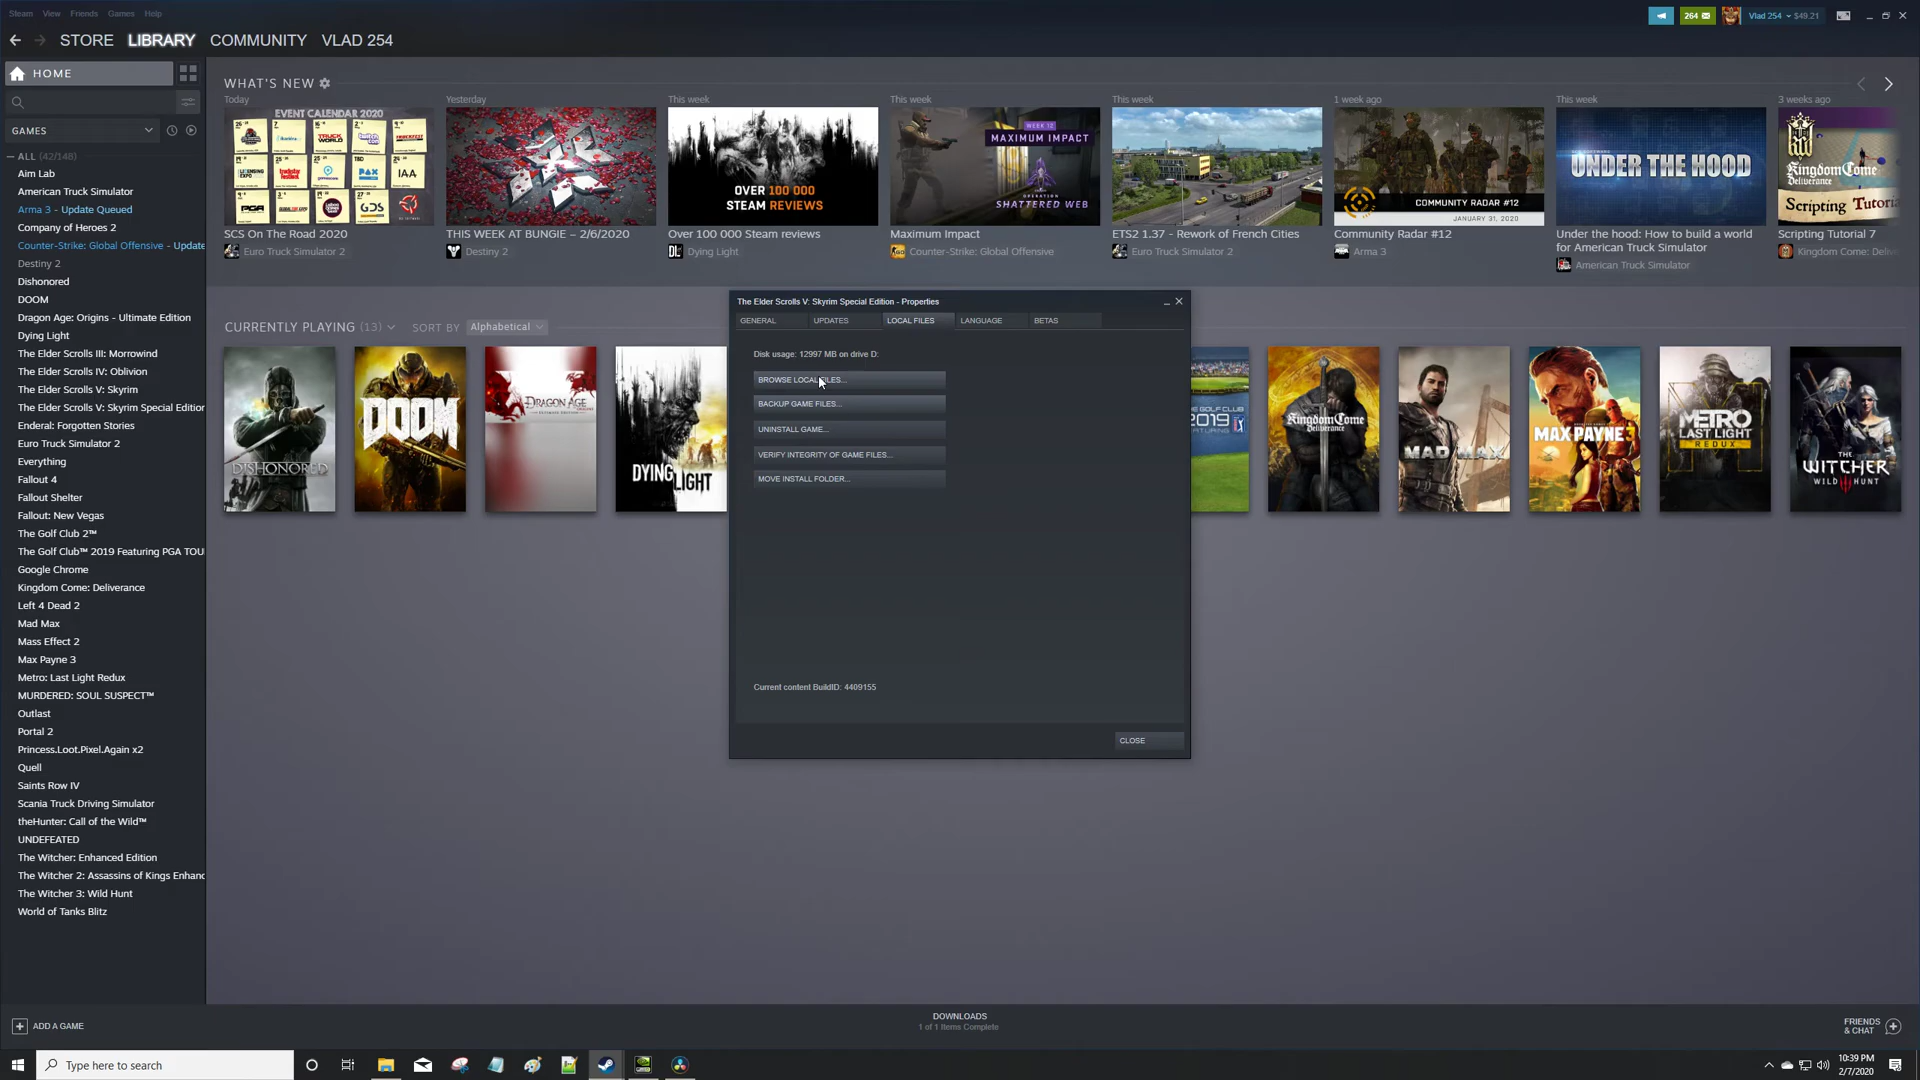 Steam View Friends Games Help
264 Vlad 254 $49.21
STORE LIBRARY COMMUNITY VLAD 254
HOME
GAMES
ALL (42/148)
Aim Lab
American Truck Simulator
Arma 3 - Update Queued
Company of Heroes 2
Counter-Strike: Global Offensive - Update
Destiny 2
Dishonored
DOOM
Dragon Age: Origins - Ultimate Edition
Dying Light
The Elder Scrolls III: Morrowind
The Elder Scrolls IV: Oblivion
The Elder Scrolls V: Skyrim
The Elder Scrolls V: Skyrim Special Edition
Enderal: Forgotten Stories
Euro Truck Simulator 2
Everything
Fallout 4
Fallout Shelter
Fallout: New Vegas
The Golf Club 2™
The Golf Club™ 2019 Featuring PGA TOU
Google Chrome
Kingdom Come: Deliverance
Left 4 Dead 2
Mad Max
Mass Effect 2
Max Payne 3
Metro: Last Light Redux
MURDERED: SOUL SUSPECT™
Outlast
Portal 2
Princess.Loot.Pixel.Again x2
Quell
Saints Row IV
Scania Truck Driving Simulator
theHunter: Call of the Wild™
UNDEFEATED
The Witcher: Enhanced Edition
The Witcher 2: Assassins of Kings Enhanc
The Witcher 3: Wild Hunt
World of Tanks Blitz
WHAT'S NEW
Today
EVENT CALENDAR 2020
TRUCK WORLD
LICENSING EXPO
PAX
IAA
PGA
GDS
SCS On The Road 2020
Euro Truck Simulator 2
Yesterday
THIS WEEK AT BUNGIE – 2/6/2020
Destiny 2
This week
OVER 100 000
STEAM REVIEWS
Over 100 000 Steam reviews
Dying Light
This week
WEEK 12
MAXIMUM IMPACT
OPERATION
SHATTERED WEB
Maximum Impact
Counter-Strike: Global Offensive
This week
ETS2 1.37 - Rework of French Cities
Euro Truck Simulator 2
1 week ago
COMMUNITY RADAR #12
JANUARY 31, 2020
Community Radar #12
Arma 3
This week
UNDER THE HOOD
Under the hood: How to build a world
for American Truck Simulator
American Truck Simulator
3 weeks ago
Kingdom Come
Deliverance
Scripting Tutoria
Scripting Tutorial 7
Kingdom Come: Deliv
CURRENTLY PLAYING (13) SORT BY Alphabetical
DISHONORED
DOOM
DRAGON AGE
DYING LIGHT
2019
FEATURING PGA TOUR
Kingdom Come
DELIVERANCE
MAD MAX
MAX PAYNE 3
METRO
LAST LIGHT
REDUX
THE
WITCHER
WILD HUNT
The Elder Scrolls V: Skyrim Special Edition - Properties
GENERAL UPDATES LOCAL FILES LANGUAGE BETAS
Disk usage: 12997 MB on drive D:
BROWSE LOCAL FILES...
BACKUP GAME FILES...
UNINSTALL GAME...
VERIFY INTEGRITY OF GAME FILES...
MOVE INSTALL FOLDER...
Current content BuildID: 4409155
CLOSE
ADD A GAME
DOWNLOADS
1 of 1 Items Complete
FRIENDS
& CHAT
Type here to search
10:39 PM
2/7/2020